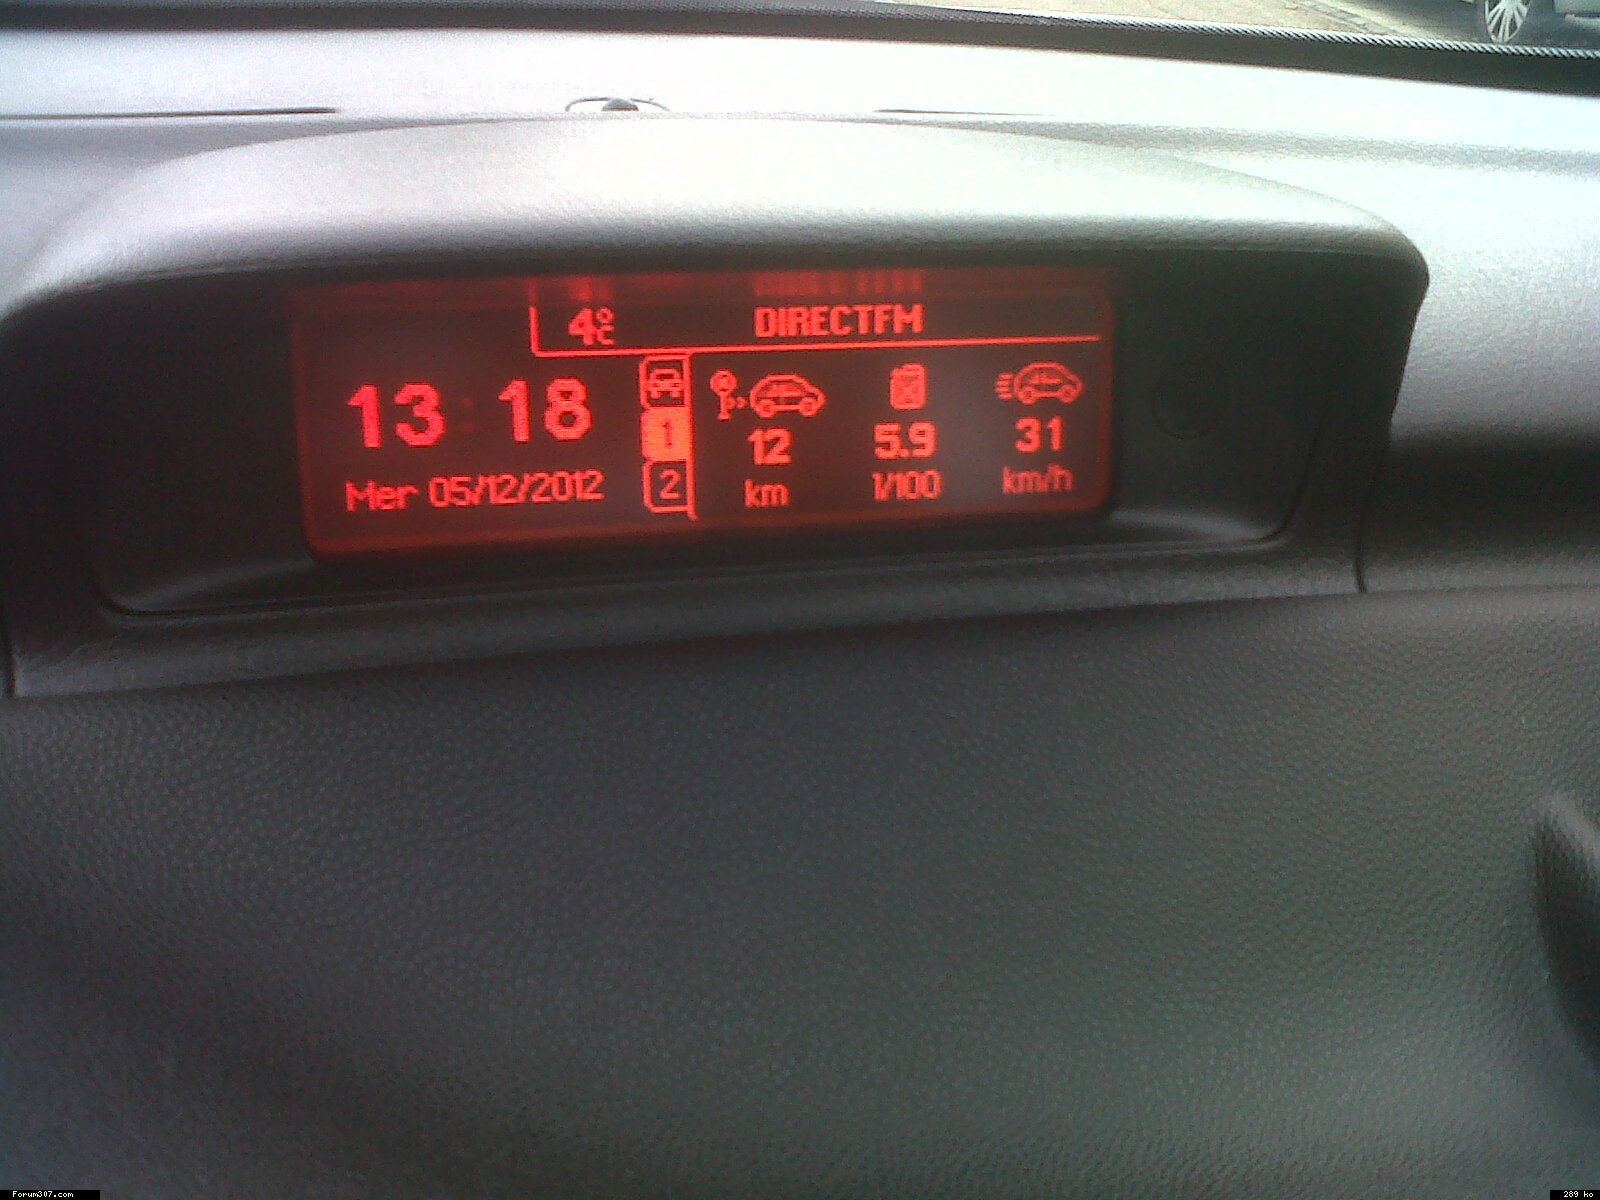 4°C DIRECTFM
13:18
Mer 05/12/2012
1
2
12 5.9 31
km l/100 km/h
Forum307.com 289 ko